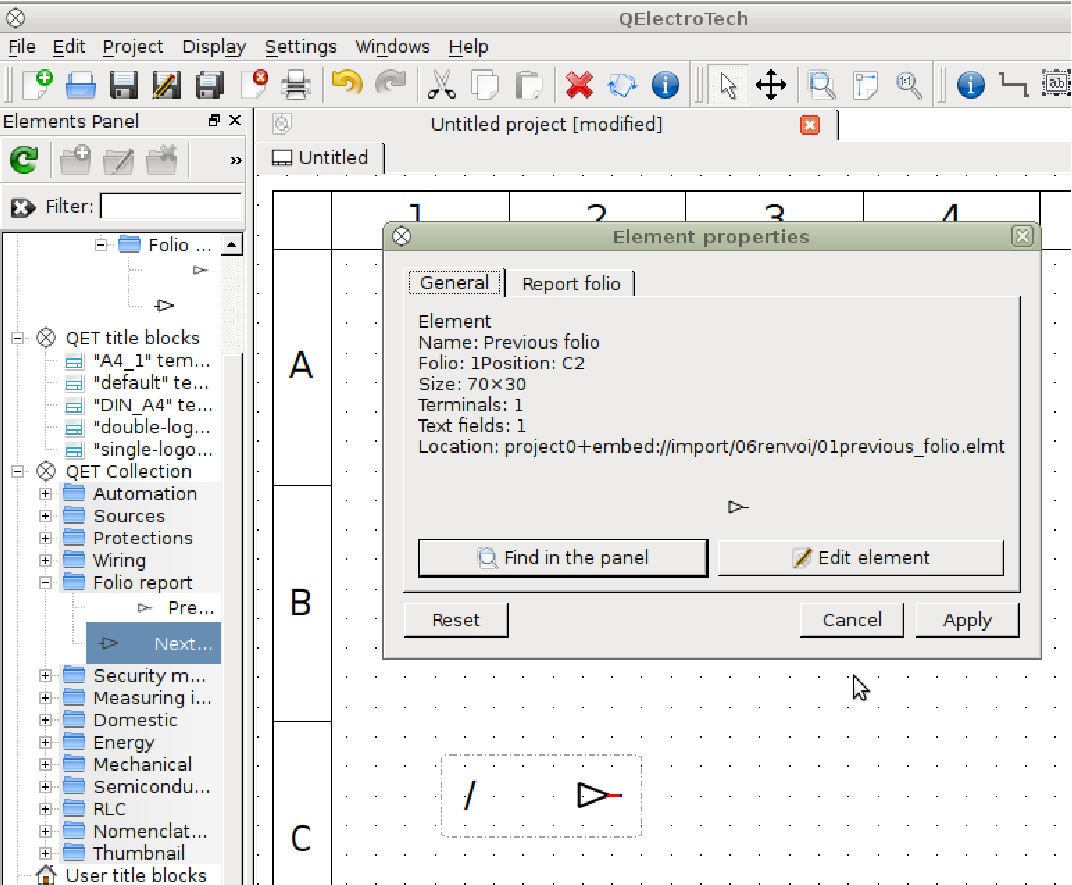 QElectroTech
File Edit Project Display Settings Windows Help
Elements Panel
Untitled project [modified]
Untitled
»
Filter:
1 2 3 4
Folio ...
Element properties
General Report folio
Element
Name: Previous folio
Folio: 1Position: C2
Size: 70×30
Terminals: 1
Text fields: 1
Location: project0+embed://import/06renvoi/01previous_folio.elmt
Find in the panel Edit element
Reset Cancel Apply
QET title blocks
"A4_1" tem...
"default" te...
"DIN_A4" te...
"double-log...
"single-logo...
QET Collection
Automation
Sources
Protections
Wiring
Folio report
Pre...
Next...
Security m...
Measuring i...
Domestic
Energy
Mechanical
Semicondu...
RLC
Nomenclat...
Thumbnail
User title blocks
A
B
C
/